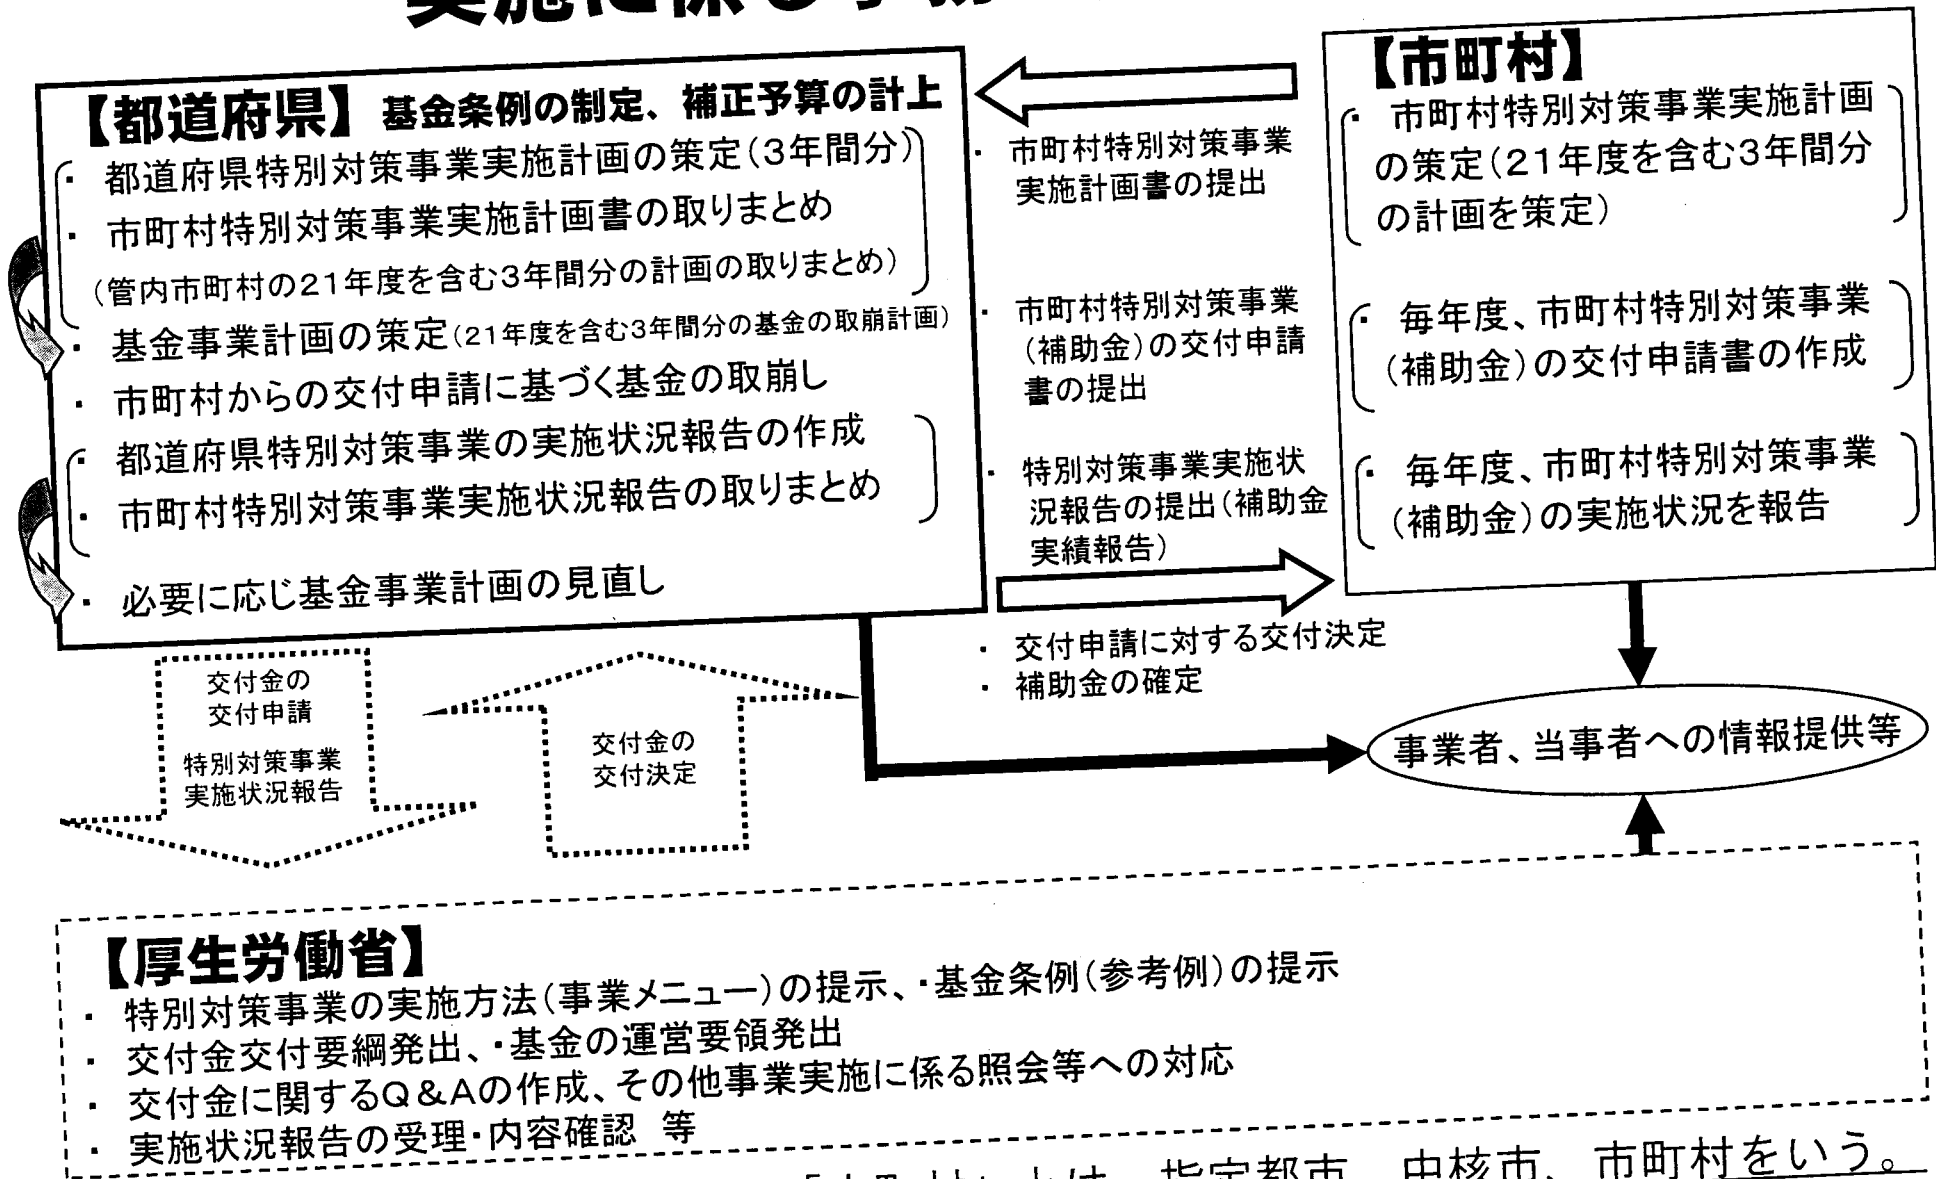 実施に係る事務
【都道府県】 基金条例の制定、補正予算の計上
・ 都道府県特別対策事業実施計画の策定(3年間分)
・ 市町村特別対策事業実施計画書の取りまとめ
(管内市町村の21年度を含む3年間分の計画の取りまとめ)
・ 基金事業計画の策定(21年度を含む3年間分の基金の取崩計画)
・ 市町村からの交付申請に基づく基金の取崩し
・ 都道府県特別対策事業の実施状況報告の作成
・ 市町村特別対策事業実施状況報告の取りまとめ
・ 必要に応じ基金事業計画の見直し
・ 市町村特別対策事業
実施計画書の提出
・ 市町村特別対策事業
(補助金)の交付申請
書の提出
・ 特別対策事業実施状
況報告の提出(補助金
実績報告)
・ 交付申請に対する交付決定
・ 補助金の確定
【市町村】
・ 市町村特別対策事業実施計画
の策定(21年度を含む3年間分
の計画を策定)
・ 毎年度、市町村特別対策事業
(補助金)の交付申請書の作成
・ 毎年度、市町村特別対策事業
(補助金)の実施状況を報告
交付金の
交付申請
特別対策事業
実施状況報告
交付金の
交付決定
事業者、当事者への情報提供等
【厚生労働省】
・ 特別対策事業の実施方法(事業メニュー)の提示、・基金条例(参考例)の提示
・ 交付金交付要綱発出、・基金の運営要領発出
・ 交付金に関するQ&Aの作成、その他事業実施に係る照会等への対応
・ 実施状況報告の受理・内容確認 等
「市町村」とは、指定都市、中核市、市町村をいう。